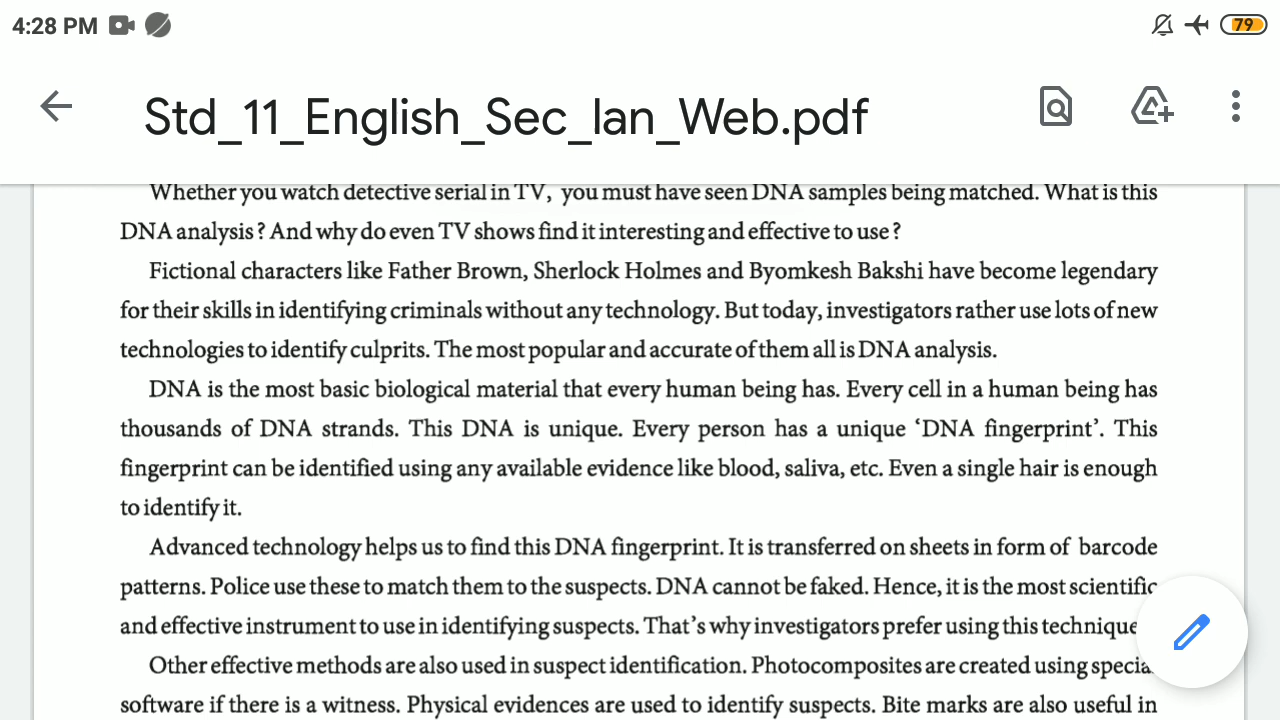 4:28 PM
79
Std_11_English_Sec_lan_Web.pdf
Whether you watch detective serial in TV, you must have seen DNA samples being matched. What is this
DNA analysis ? And why do even TV shows find it interesting and effective to use ?
Fictional characters like Father Brown, Sherlock Holmes and Byomkesh Bakshi have become legendary
for their skills in identifying criminals without any technology. But today, investigators rather use lots of new
technologies to identify culprits. The most popular and accurate of them all is DNA analysis.
DNA is the most basic biological material that every human being has. Every cell in a human being has
thousands of DNA strands. This DNA is unique. Every person has a unique ‘DNA fingerprint’. This
fingerprint can be identified using any available evidence like blood, saliva, etc. Even a single hair is enough
to identify it.
Advanced technology helps us to find this DNA fingerprint. It is transferred on sheets in form of barcode
patterns. Police use these to match them to the suspects. DNA cannot be faked. Hence, it is the most scientific
and effective instrument to use in identifying suspects. That’s why investigators prefer using this technique
Other effective methods are also used in suspect identification. Photocomposites are created using specia
software if there is a witness. Physical evidences are used to identify suspects. Bite marks are also useful in